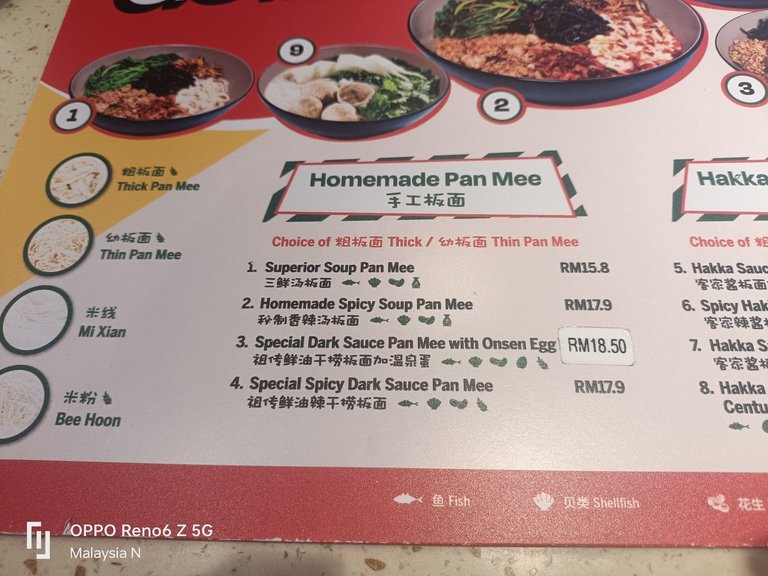 1
9
2
3
粗板面
Thick Pan Mee
幼板面
Thin Pan Mee
米线
Mi Xian
米粉
Bee Hoon
Homemade Pan Mee
手工板面
Choice of 粗板面 Thick / 幼板面 Thin Pan Mee
1. Superior Soup Pan Mee RM15.8
三鲜汤板面
2. Homemade Spicy Soup Pan Mee RM17.9
秘制香辣汤板面
3. Special Dark Sauce Pan Mee with Onsen Egg RM18.50
祖传鲜油干捞板面加温泉蛋
4. Special Spicy Dark Sauce Pan Mee RM17.9
祖传鲜油辣干捞板面
Hakka
Choice of
5. Hakka Sauc
客家酱板面
6. Spicy Hak
客家辣酱
7. Hakka S
客家酱板
8. Hakka
Centu
鱼 Fish
贝类 Shellfish
花生
OPPO Reno6 Z 5G
Malaysia N